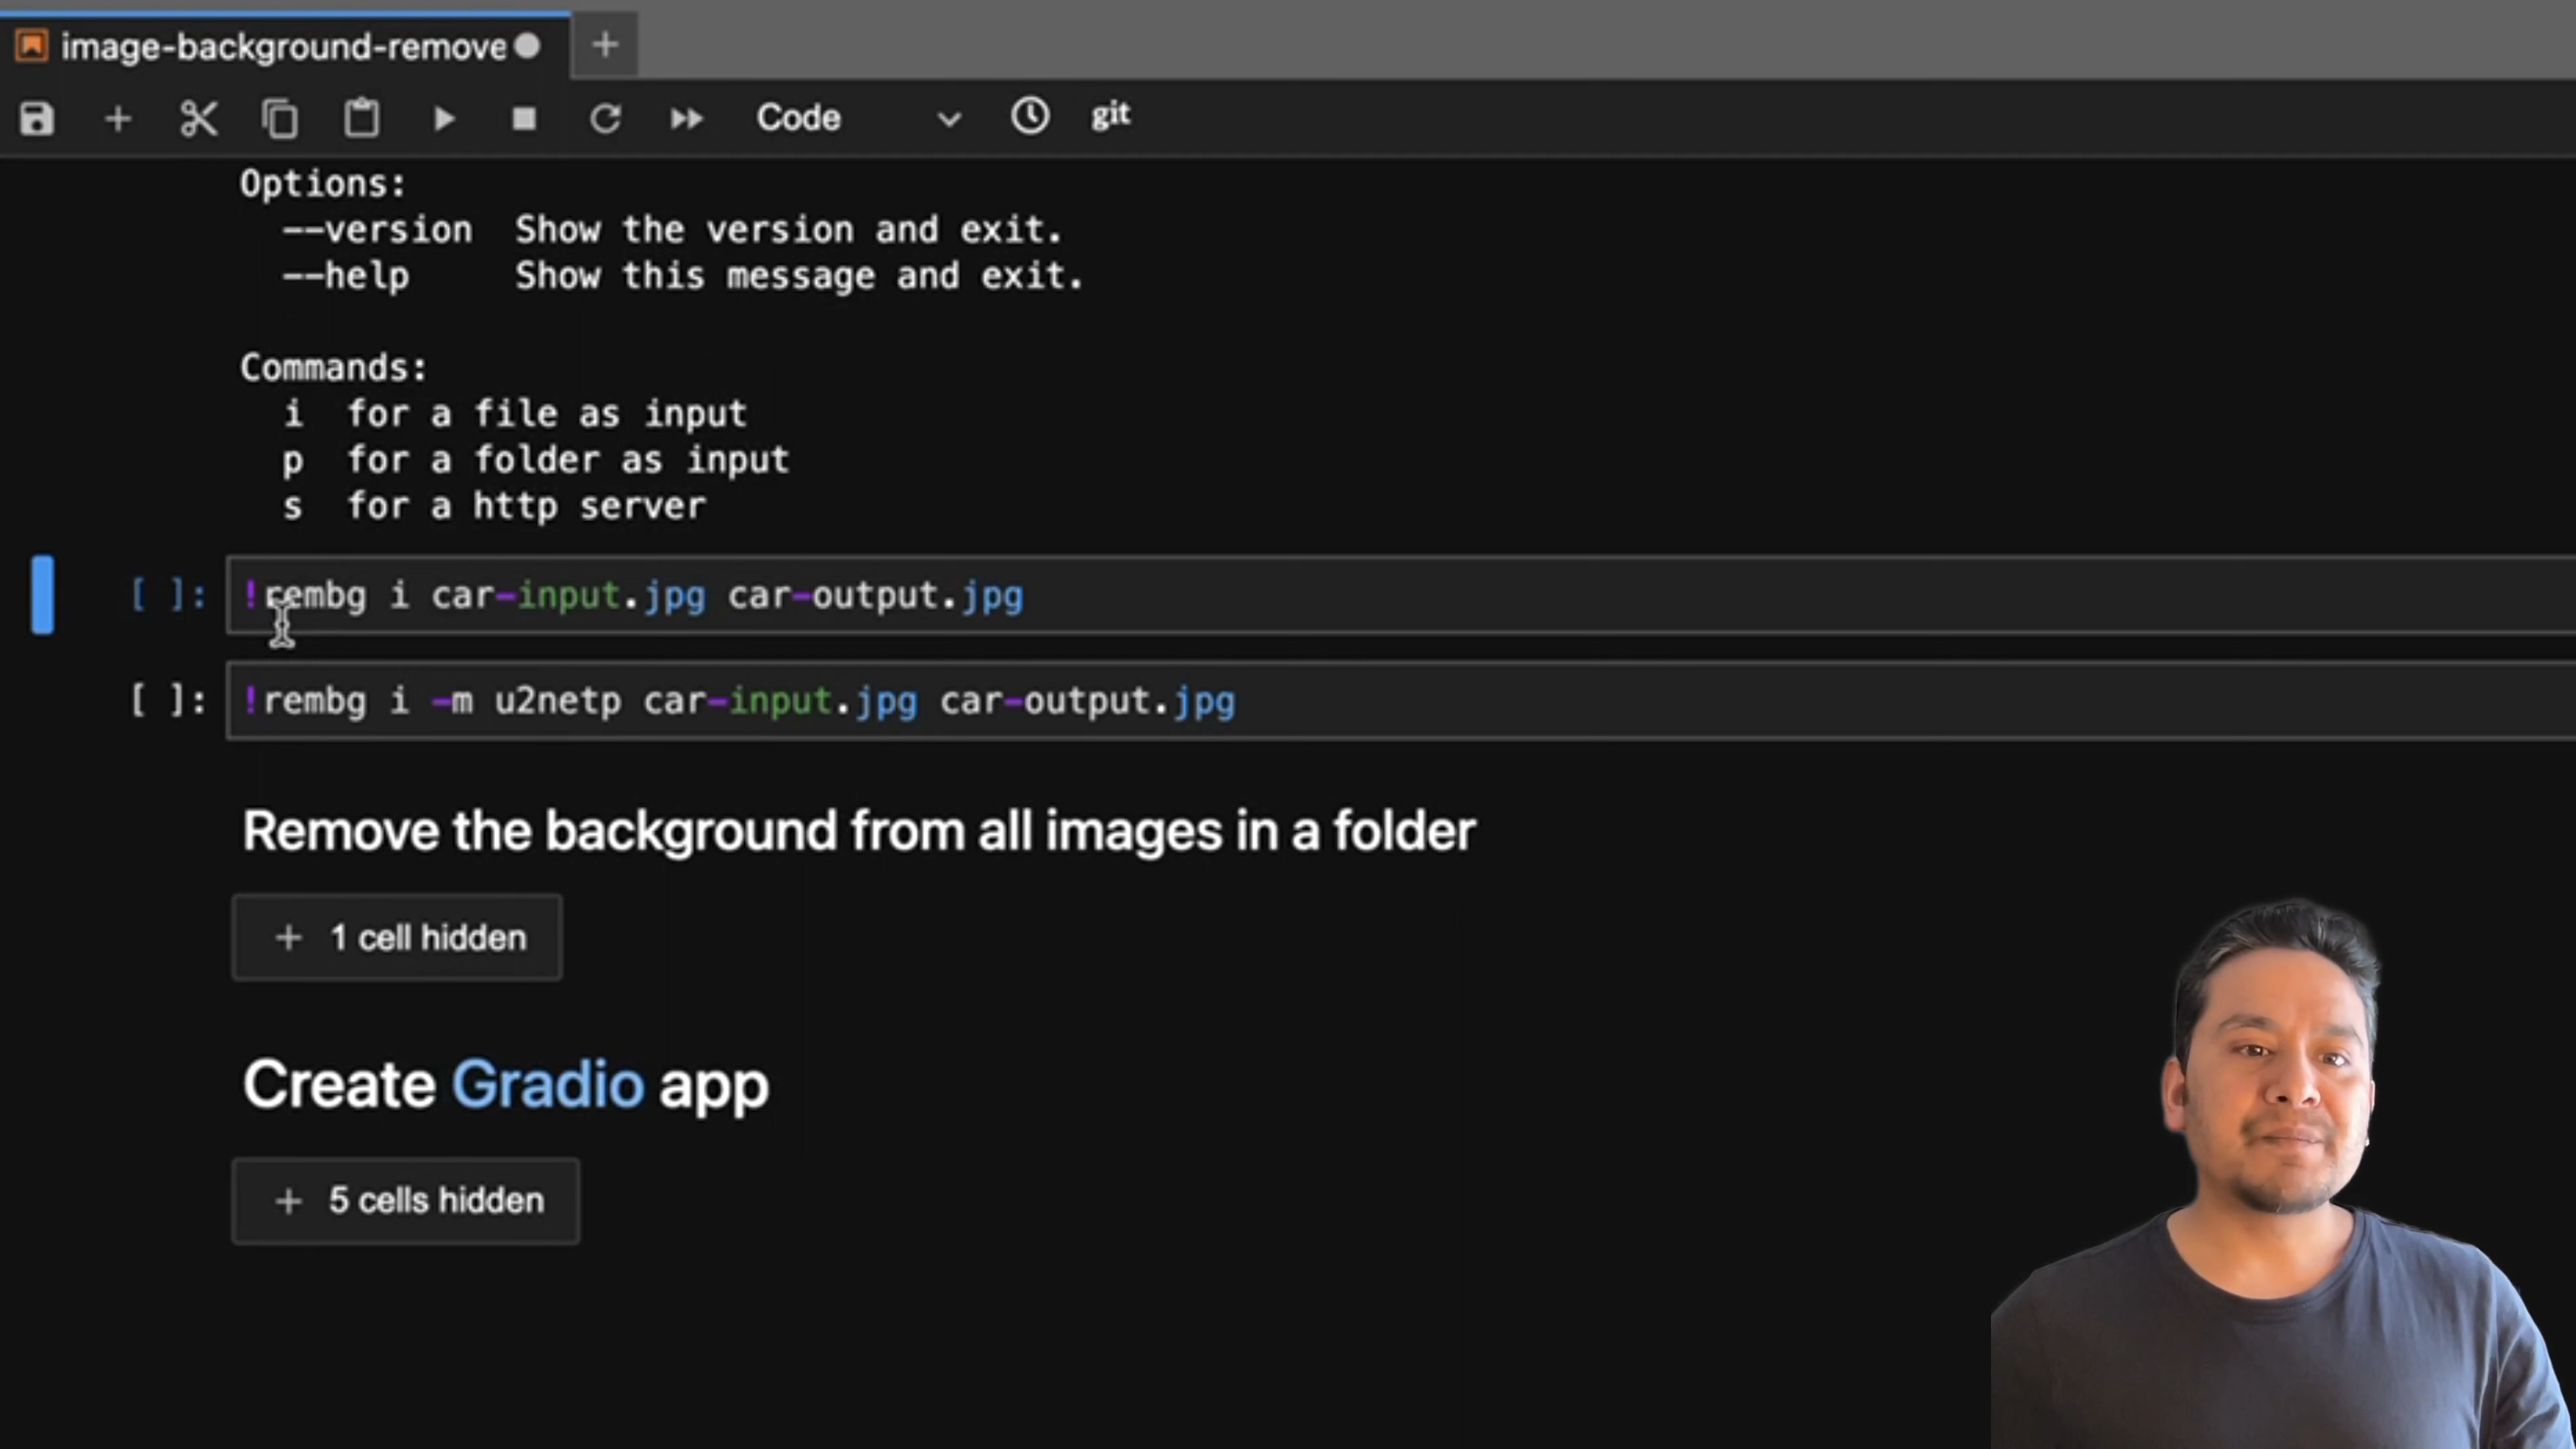 image-background-remove
Code git
Options:
--version Show the version and exit.
--help Show this message and exit.
Commands:
i for a file as input
p for a folder as input
s for a http server
[ ]: !rembg i car-input.jpg car-output.jpg
[ ]: !rembg i -m u2netp car-input.jpg car-output.jpg
Remove the background from all images in a folder
+ 1 cell hidden
Create Gradio app
+ 5 cells hidden